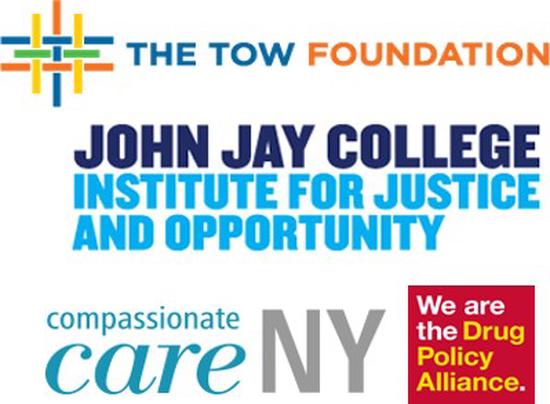 THE TOW FOUNDATION
JOHN JAY COLLEGE
INSTITUTE FOR JUSTICE
AND OPPORTUNITY
compassionate
care NY
We are
the Drug
Policy
Alliance.